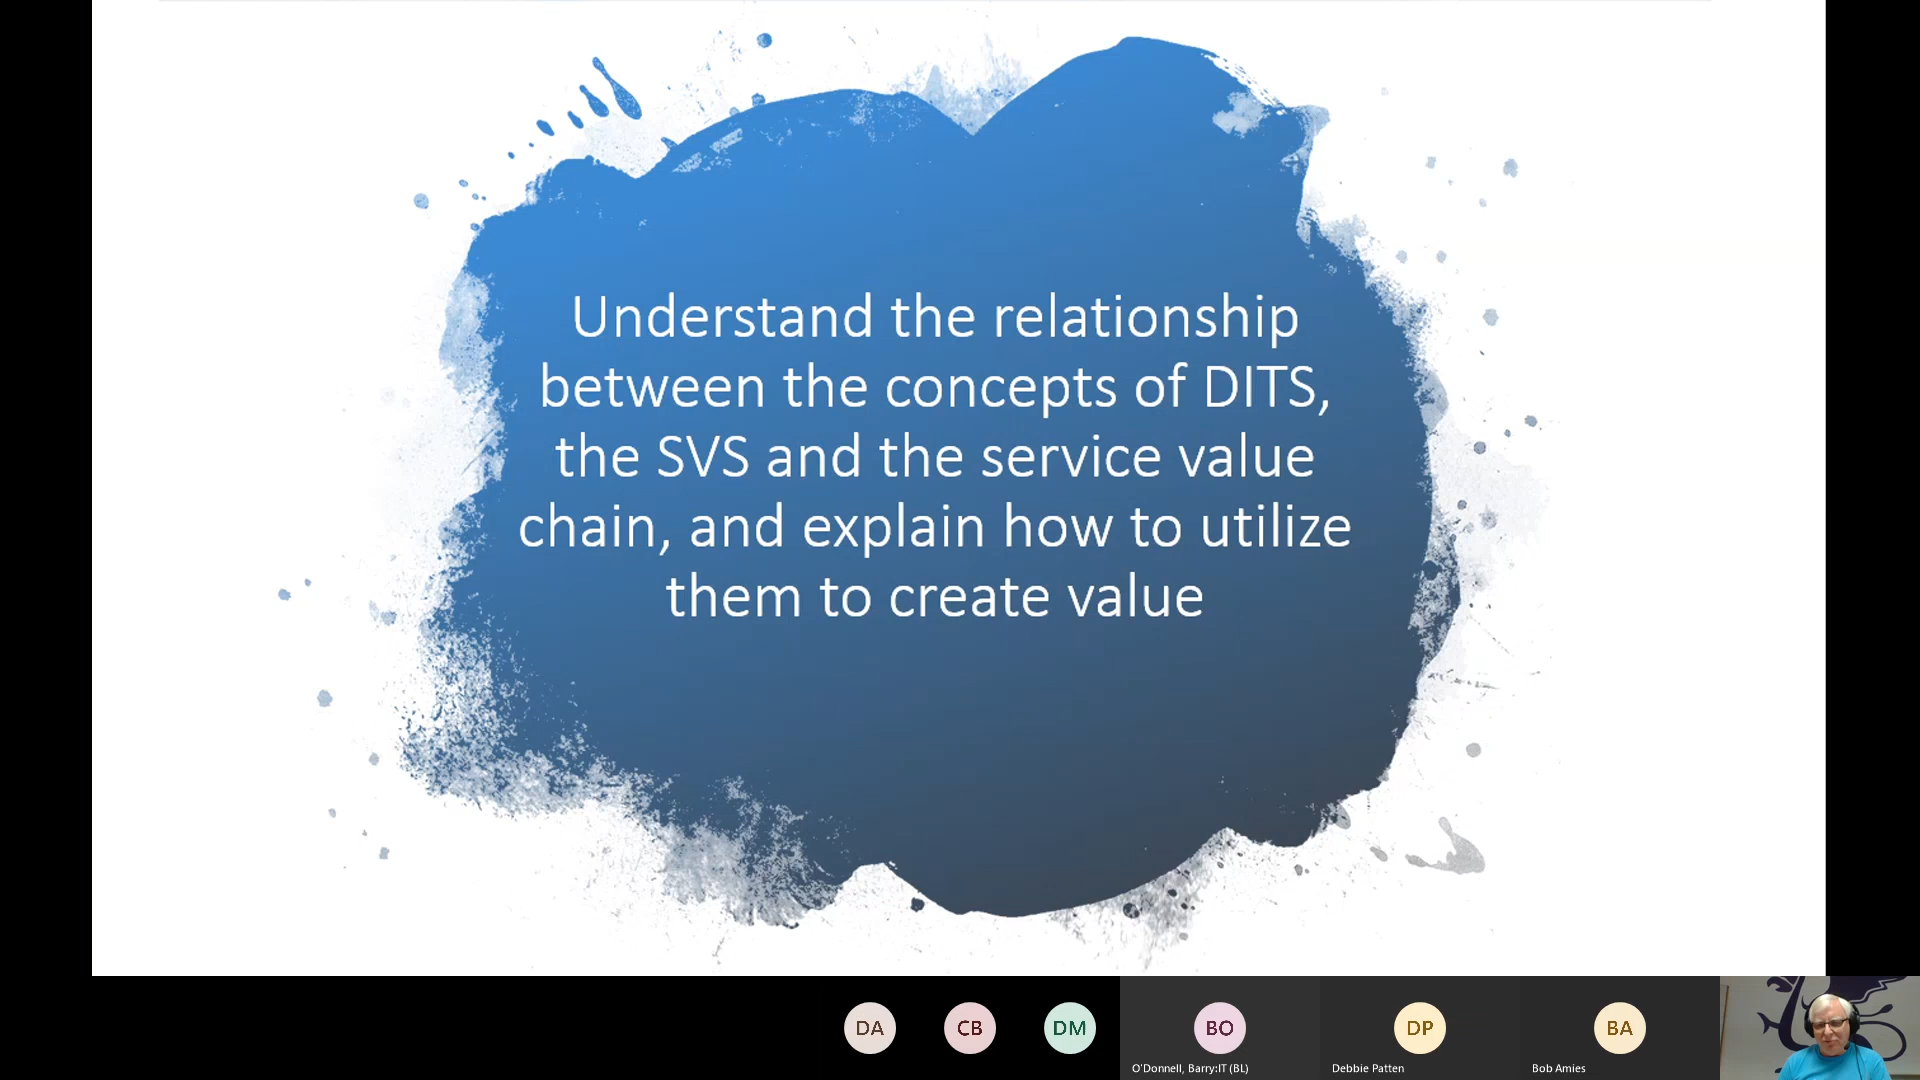 Understand the relationship
between the concepts of DITS,
the SVS and the service value
chain, and explain how to utilize
them to create value
DA
CB
DM
BO
DP
BA
O'Donnell, Barry:IT (BL)
Debbie Patten
Bob Amies